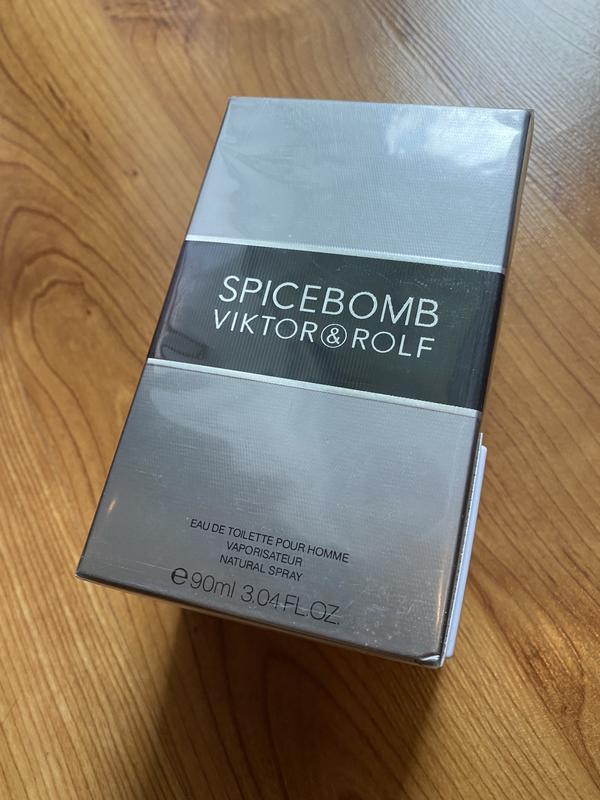 SPICEBOMB
VIKTOR&ROLF
EAU DE TOILETTE POUR HOMME
VAPORISATEUR
NATURAL SPRAY
℮90ml 3.04 FL.OZ.